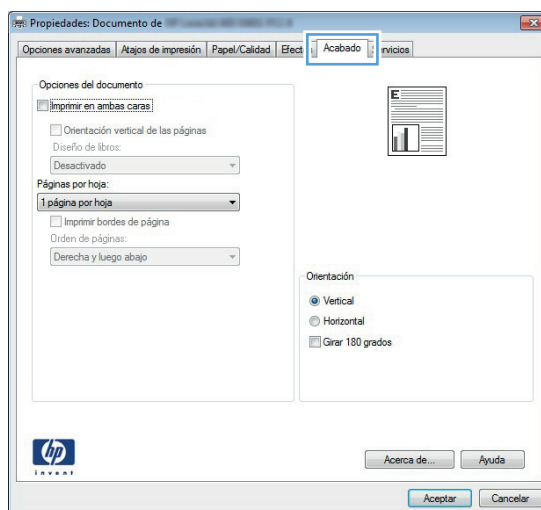 Propiedades: Documento de
Opciones avanzadas Atajos de impresión Papel/Calidad Acabado
Opciones del documento
Imprimir en ambas caras
Orientación vertical de las páginas
Diseño de libros:
Desactivado
Páginas por hoja:
1 página por hoja
Imprimir bordes de página
Orden de páginas:
Derecha y luego abajo
E
Orientación
Vertical
Horizontal
Girar 180 grados
hp
invent
Acerca de... Ayuda
Aceptar Cancelar